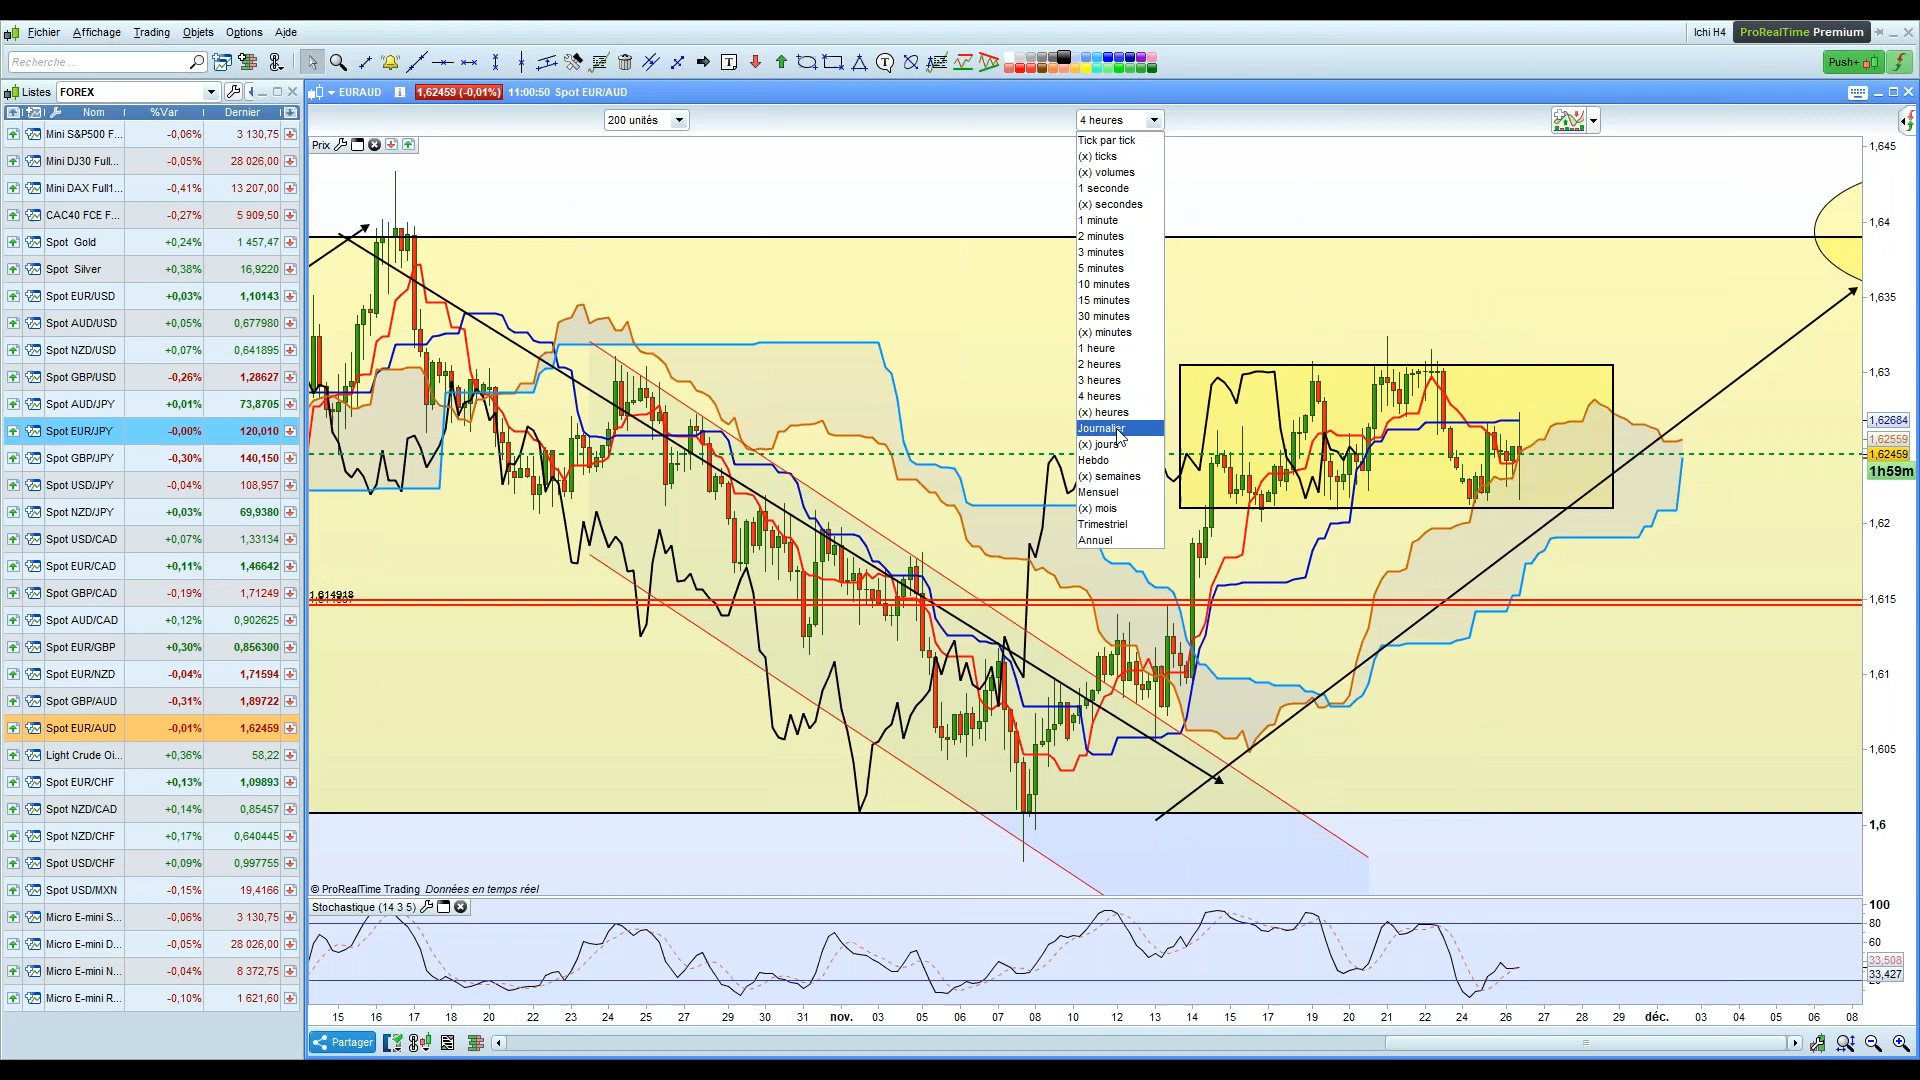 Fichier Affichage Trading Objets Options Aide
Ichi H4 ProRealTime Premium
Recherche ...
Push+
Listes FOREX
EURAUD 1,62459 (-0,01%) 11:00:50 Spot EUR/AUD
Nom %Var Dernier
200 unités
4 heures
Prix
Mini S&P500 F... -0,06% 3 130,75
Mini DJ30 Full... -0,05% 28 026,00
Mini DAX Full1... -0,41% 13 207,00
CAC40 FCE F... -0,27% 5 909,50
Spot Gold +0,24% 1 457,47
Spot Silver +0,38% 16,9220
Spot EUR/USD +0,03% 1,10143
Spot AUD/USD +0,05% 0,677980
Spot NZD/USD +0,07% 0,641895
Spot GBP/USD -0,26% 1,28627
Spot AUD/JPY +0,01% 73,8705
Spot EUR/JPY -0,00% 120,010
Spot GBP/JPY -0,30% 140,150
Spot USD/JPY -0,04% 108,957
Spot NZD/JPY +0,03% 69,9380
Spot USD/CAD +0,07% 1,33134
Spot EUR/CAD +0,11% 1,46642
Spot GBP/CAD -0,19% 1,71249
Spot AUD/CAD +0,12% 0,902625
Spot EUR/GBP +0,30% 0,856300
Spot EUR/NZD -0,04% 1,71594
Spot GBP/AUD -0,31% 1,89722
Spot EUR/AUD -0,01% 1,62459
Light Crude Oi... +0,36% 58,22
Spot EUR/CHF +0,13% 1,09893
Spot NZD/CAD +0,14% 0,85457
Spot NZD/CHF +0,17% 0,640445
Spot USD/CHF +0,09% 0,997755
Spot USD/MXN -0,15% 19,4166
Micro E-mini S... -0,06% 3 130,75
Micro E-mini D... -0,05% 28 026,00
Micro E-mini N... -0,04% 8 372,75
Micro E-mini R... -0,10% 1 621,60
Tick par tick
(x) ticks
(x) volumes
1 seconde
(x) secondes
1 minute
2 minutes
3 minutes
5 minutes
10 minutes
15 minutes
30 minutes
(x) minutes
1 heure
2 heures
3 heures
4 heures
(x) heures
Journalier
(x) jours
Hebdo
(x) semaines
Mensuel
(x) mois
Trimestriel
Annuel
1,645
1,64
1,635
1,63
1,62684
1,62559
1,62459
1h59m
1,62
1,615
1,61
1,605
1,6
1,614918
© ProRealTime Trading Données en temps réel
Stochastique (14 3 5)
100
80
60
33,508
33,427
15 16 17 18 20 22 23 24 25 27 28 29 30 31 nov. 03 05 06 07 08 10 12 13 15 17 19 20 22 24 26 27 28 29 déc. 03 04 05 06 08
Partager